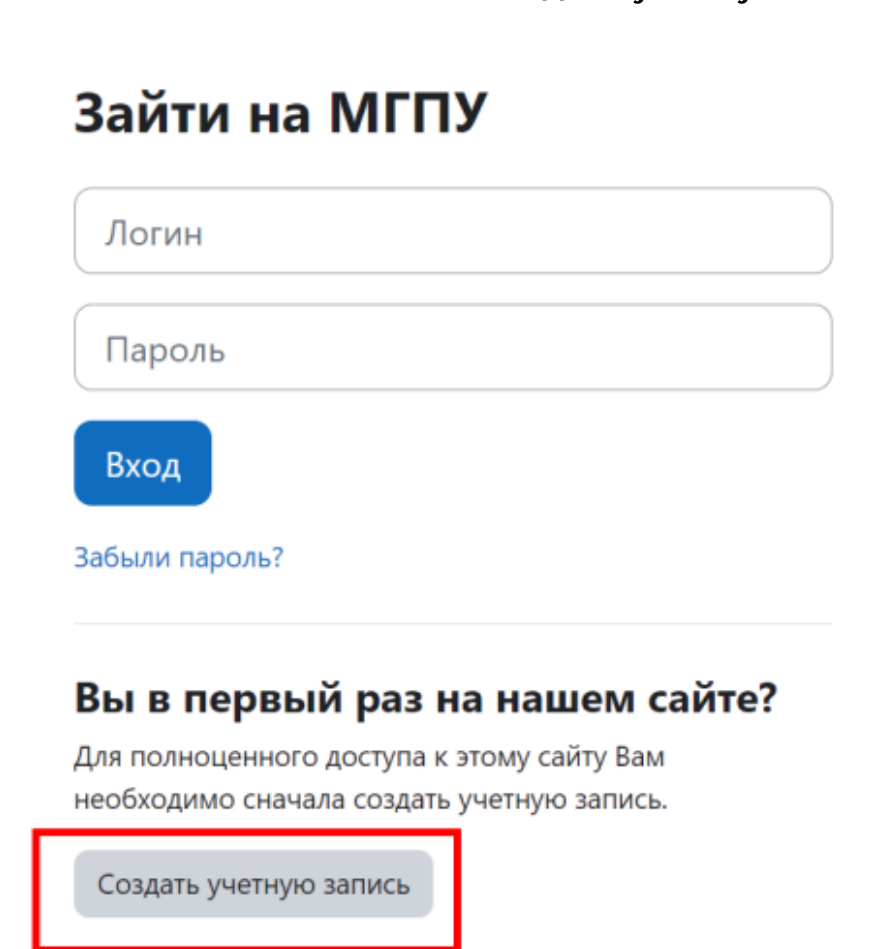 Зайти на МГПУ
Логин
Пароль
Вход
Забыли пароль?
Вы в первый раз на нашем сайте?
Для полноценного доступа к этому сайту Вам
необходимо сначала создать учетную запись.
Создать учетную запись